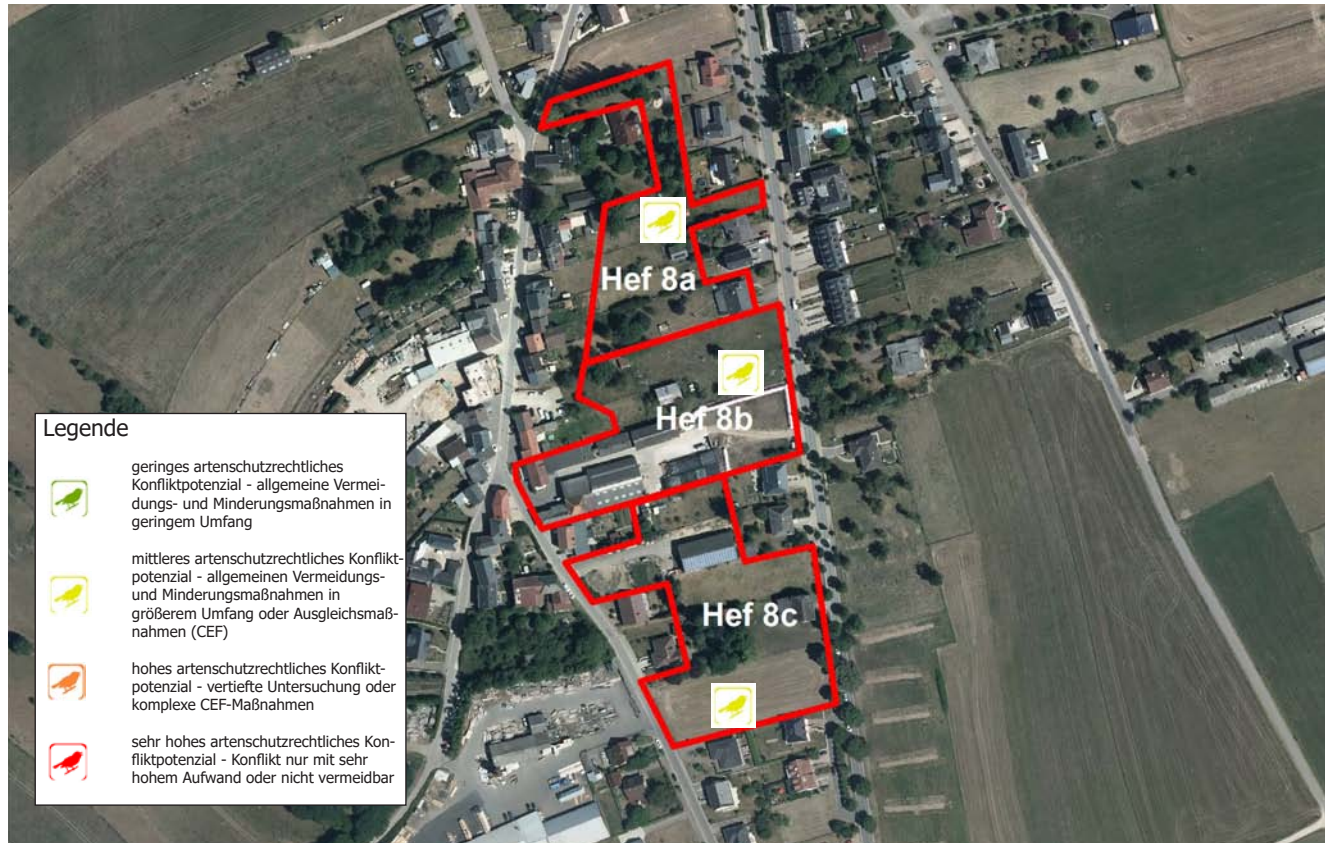 Hef 8a
Hef 8b
Hef 8c
Legende
geringes artenschutzrechtliches
Konfliktpotenzial - allgemeine Vermei-
dungs- und Minderungsmaßnahmen in
geringem Umfang
mittleres artenschutzrechtliches Konflikt-
potenzial - allgemeinen Vermeidungs-
und Minderungsmaßnahmen in
größerem Umfang oder Ausgleichsmaß-
nahmen (CEF)
hohes artenschutzrechtliches Konflikt-
potenzial - vertiefte Untersuchung oder
komplexe CEF-Maßnahmen
sehr hohes artenschutzrechtliches Kon-
fliktpotenzial - Konflikt nur mit sehr
hohem Aufwand oder nicht vermeidbar